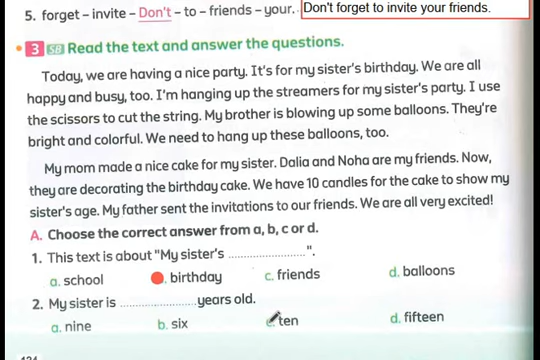 5. forget – invite – Don't – to – friends – your. Don't forget to invite your friends.
3 SB Read the text and answer the questions.
Today, we are having a nice party. It's for my sister's birthday. We are all
happy and busy, too. I'm hanging up the streamers for my sister's party. I use
the scissors to cut the string. My brother is blowing up some balloons. They're
bright and colorful. We need to hang up these balloons, too.
My mom made a nice cake for my sister. Dalia and Noha are my friends. Now,
they are decorating the birthday cake. We have 10 candles for the cake to show my
sister's age. My father sent the invitations to our friends. We are all very excited!
A. Choose the correct answer from a, b, c or d.
1. This text is about "My sister's ........................ ".
a. school . birthday c. friends d. balloons
2. My sister is ........................ years old.
a. nine b. six c. ten d. fifteen